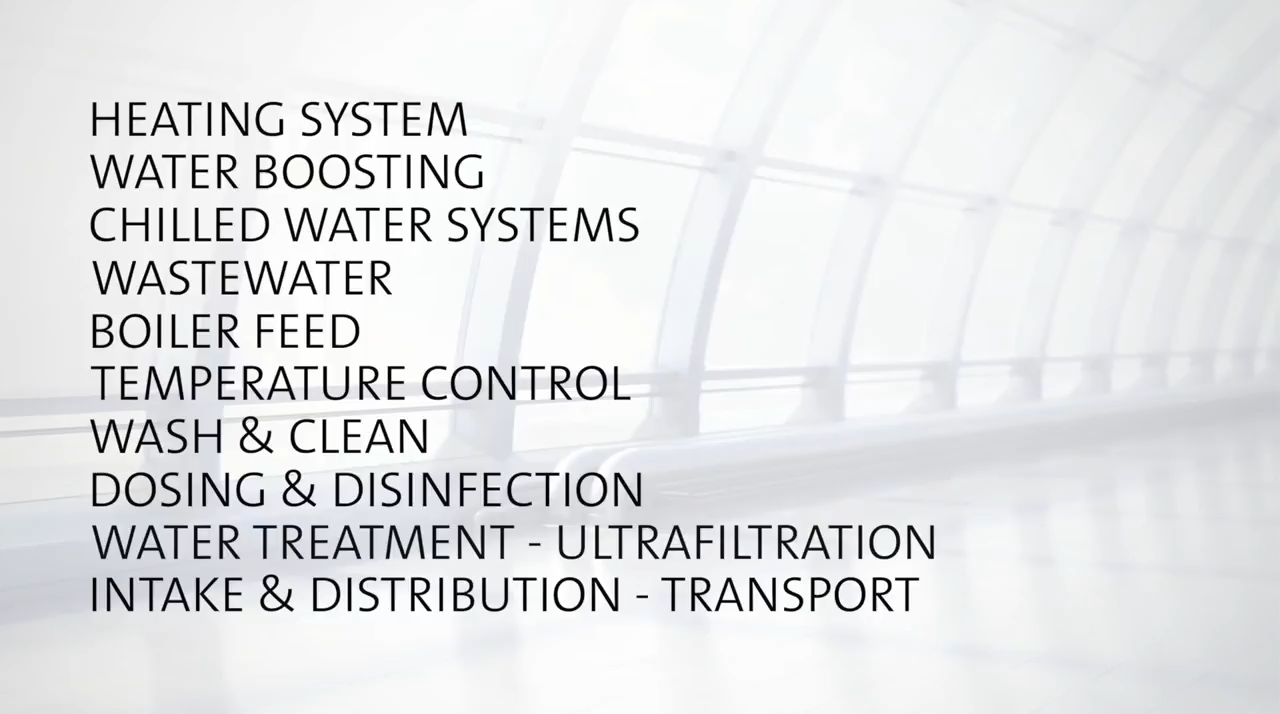 HEATING SYSTEM
WATER BOOSTING
CHILLED WATER SYSTEMS
WASTEWATER
BOILER FEED
TEMPERATURE CONTROL
WASH & CLEAN
DOSING & DISINFECTION
WATER TREATMENT - ULTRAFILTRATION
INTAKE & DISTRIBUTION - TRANSPORT